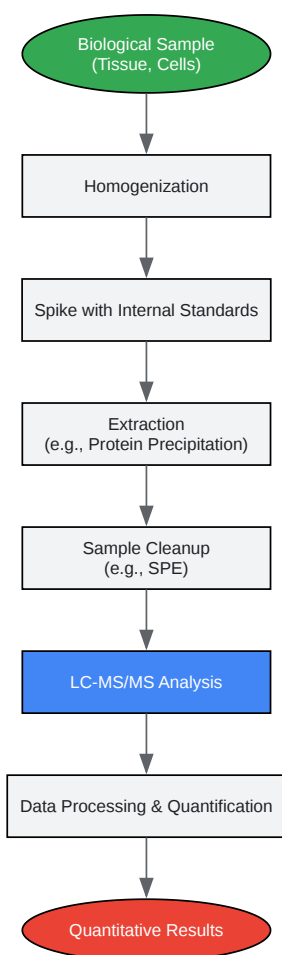 Biological Sample
(Tissue, Cells)
Homogenization
Spike with Internal Standards
Extraction
(e.g., Protein Precipitation)
Sample Cleanup
(e.g., SPE)
LC-MS/MS Analysis
Data Processing & Quantification
Quantitative Results